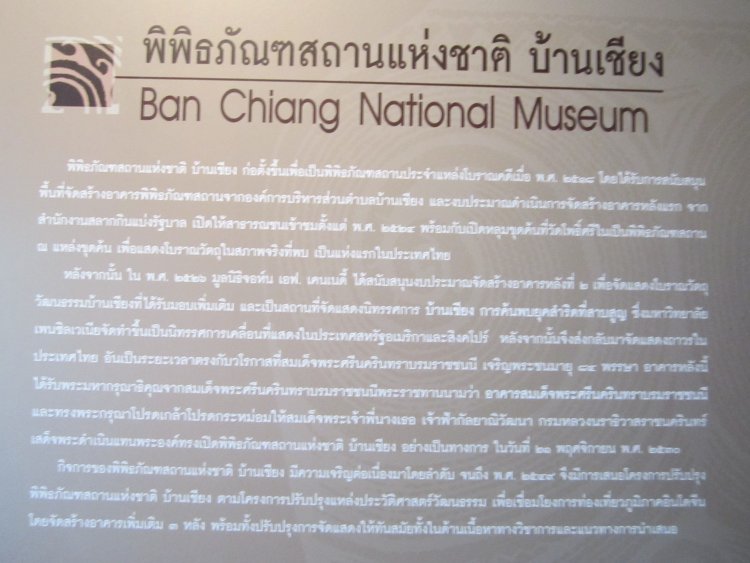 พิพิธภัณฑสถานแห่งชาติ บ้านเชียง
Ban Chiang National Museum
พิพิธภัณฑสถานแห่งชาติ บ้านเชียง ก่อตั้งขึ้นเพื่อเป็นพิพิธภัณฑสถานประจำแหล่งโบราณคดีเมื่อ พ.ศ. ๒๕๑๘ โดยได้รับการสนับสนุน
พื้นที่จัดสร้างอาคารพิพิธภัณฑสถานจากองค์การบริหารส่วนตำบลบ้านเชียง และงบประมาณดำเนินการจัดสร้างอาคารหลังแรก จาก
สำนักงานสลากกินแบ่งรัฐบาล เปิดให้สาธารณชนเข้าชมตั้งแต่ พ.ศ. ๒๕๒๔ พร้อมกับเปิดหลุมขุดค้นที่วัดโพธิ์ศรีในเป็นพิพิธภัณฑสถาน
ณ แหล่งขุดค้น เพื่อแสดงโบราณวัตถุในสภาพจริงที่พบ เป็นแห่งแรกในประเทศไทย
หลังจากนั้น ใน พ.ศ. ๒๕๒๖ มูลนิธิจอห์น เอฟ. เคนเนดี้ ได้สนับสนุนงบประมาณจัดสร้างอาคารหลังที่ ๒ เพื่อจัดแสดงโบราณวัตถุ
วัฒนธรรมบ้านเชียงที่ได้รับมอบเพิ่มเติม และเป็นสถานที่จัดแสดงนิทรรศการ บ้านเชียง การค้นพบยุคสำริดที่สาบสูญ ซึ่งมหาวิทยาลัย
เพนซิลเวเนียจัดทำขึ้นเป็นนิทรรศการเคลื่อนที่แสดงในประเทศสหรัฐอเมริกาและสิงคโปร์ หลังจากนั้นจึงส่งกลับมาจัดแสดงถาวรใน
ประเทศไทย อันเป็นระยะเวลาตรงกับวโรกาสที่สมเด็จพระศรีนครินทราบรมราชชนนี เจริญพระชนมายุ ๘๔ พรรษา อาคารหลังนี้
ได้รับพระมหากรุณาธิคุณจากสมเด็จพระศรีนครินทราบรมราชชนนีพระราชทานนามว่า อาคารสมเด็จพระศรีนครินทราบรมราชชนนี
และทรงพระกรุณาโปรดเกล้าโปรดกระหม่อมให้สมเด็จพระเจ้าพี่นางเธอ เจ้าฟ้ากัลยาณิวัฒนา กรมหลวงนราธิวาสราชนครินทร์
เสด็จพระดำเนินแทนพระองค์ทรงเปิดพิพิธภัณฑสถานแห่งชาติ บ้านเชียง อย่างเป็นทางการ ในวันที่ ๒๑ พฤศจิกายน พ.ศ. ๒๕๓๐
กิจการของพิพิธภัณฑสถานแห่งชาติ บ้านเชียง มีความเจริญต่อเนื่องมาโดยลำดับ จนถึง พ.ศ. ๒๕๔๙ จึงมีการเสนอโครงการปรับปรุง
พิพิธภัณฑสถานแห่งชาติ บ้านเชียง ตามโครงการปรับปรุงแหล่งประวัติศาสตร์วัฒนธรรม เพื่อเชื่อมโยงการท่องเที่ยวภูมิภาคอินโดจีน
โดยจัดสร้างอาคารเพิ่มเติม ๓ หลัง พร้อมทั้งปรับปรุงการจัดแสดงให้ทันสมัยทั้งในด้านเนื้อหาทางวิชาการและแนวทางการนำเสนอ